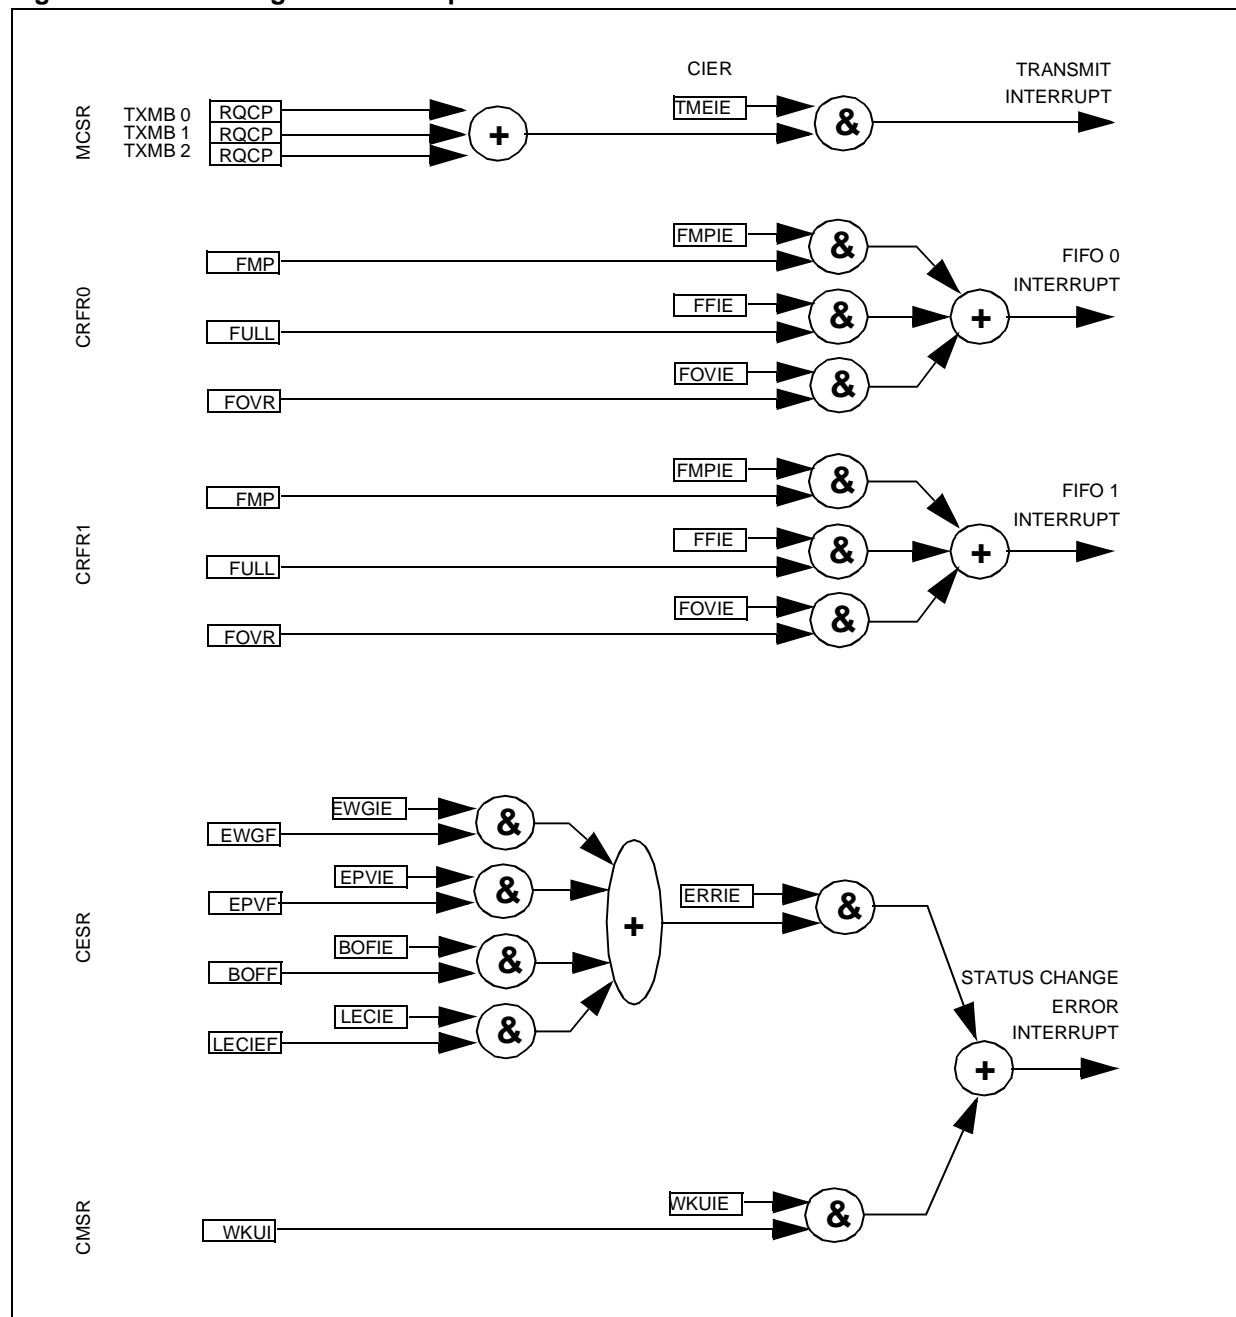 CIER
TRANSMIT
INTERRUPT
MCSR
TXMB 0
RQCP
TXMB 1
RQCP
TXMB 2
RQCP
+
TMEIE
&
CRFR0
FMPIE
&
FMP
FIFO 0
INTERRUPT
FFIE
&
+
FULL
FOVIE
&
FOVR
CRFR1
FMPIE
&
FMP
FIFO 1
INTERRUPT
FFIE
&
+
FULL
FOVIE
&
FOVR
CESR
EWGIE
&
EWGF
EPVIE
&
EPVF
+
ERRIE
&
BOFIE
&
BOFF
LECIE
&
LECIEF
STATUS CHANGE
ERROR
INTERRUPT
+
CMSR
WKUIE
&
WKUI